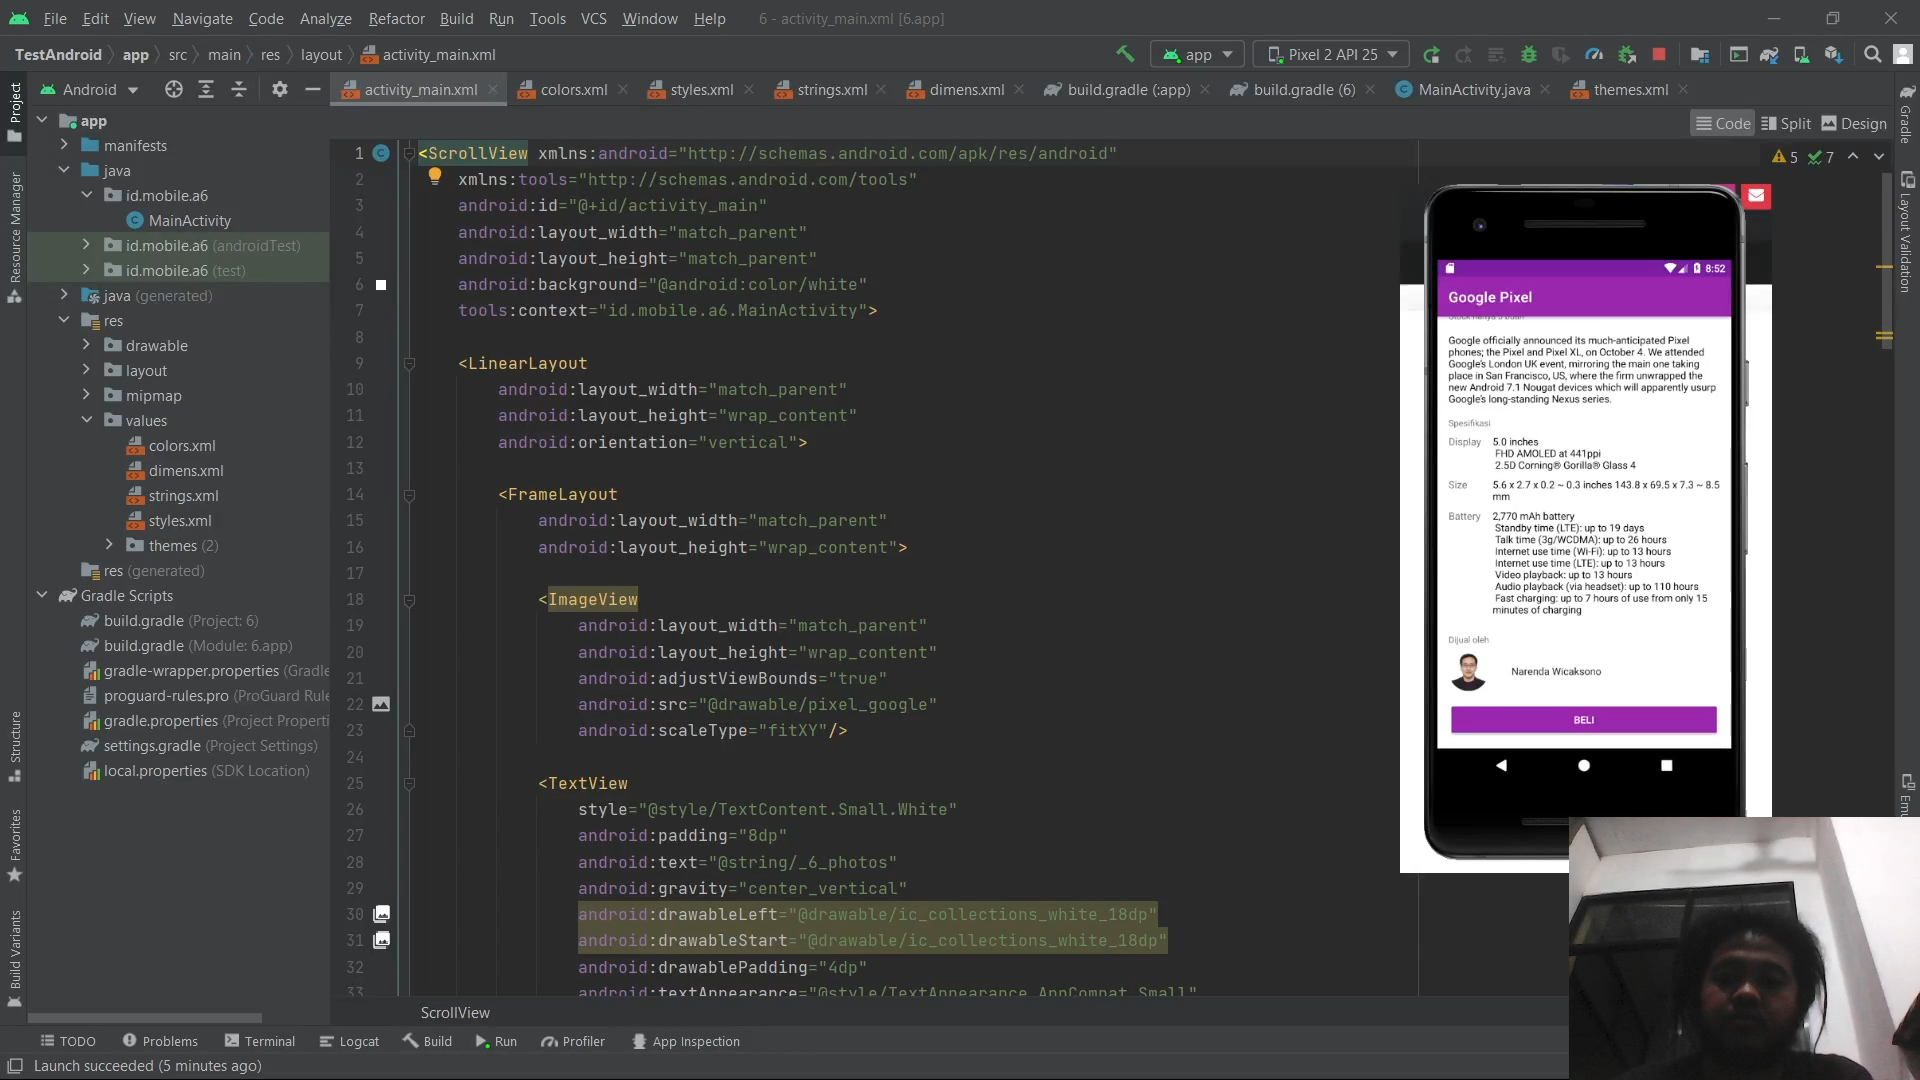 File Edit View Navigate Code Analyze Refactor Build Run Tools VCS Window Help 6 - activity_main.xml [6.app]
TestAndroid app src main res layout activity_main.xml
app
Pixel 2 API 25
Android
activity_main.xml colors.xml styles.xml strings.xml dimens.xml build.gradle (:app) build.gradle (6) MainActivity.java themes.xml
Code Split Design
5 7
Project
Resource Manager
Structure
Favorites
Build Variants
app
manifests
java
id.mobile.a6
MainActivity
id.mobile.a6 (androidTest)
id.mobile.a6 (test)
java (generated)
res
drawable
layout
mipmap
values
colors.xml
dimens.xml
strings.xml
styles.xml
themes (2)
res (generated)
Gradle Scripts
build.gradle (Project: 6)
build.gradle (Module: 6.app)
gradle-wrapper.properties (Gradle
proguard-rules.pro (ProGuard Rule
gradle.properties (Project Properti
settings.gradle (Project Settings)
local.properties (SDK Location)
1 <ScrollView xmlns:android="http://schemas.android.com/apk/res/android"
2 xmlns:tools="http://schemas.android.com/tools"
3 android:id="@+id/activity_main"
4 android:layout_width="match_parent"
5 android:layout_height="match_parent"
6 android:background="@android:color/white"
7 tools:context="id.mobile.a6.MainActivity">
8
9 <LinearLayout
10 android:layout_width="match_parent"
11 android:layout_height="wrap_content"
12 android:orientation="vertical">
13
14 <FrameLayout
15 android:layout_width="match_parent"
16 android:layout_height="wrap_content">
17
18 <ImageView
19 android:layout_width="match_parent"
20 android:layout_height="wrap_content"
21 android:adjustViewBounds="true"
22 android:src="@drawable/pixel_google"
23 android:scaleType="fitXY"/>
24
25 <TextView
26 style="@style/TextContent.Small.White"
27 android:padding="8dp"
28 android:text="@string/_6_photos"
29 android:gravity="center_vertical"
30 android:drawableLeft="@drawable/ic_collections_white_18dp"
31 android:drawableStart="@drawable/ic_collections_white_18dp"
32 android:drawablePadding="4dp"
33 android:textAppearance="@style/TextAppearance.AppCompat.Small"
ScrollView
8:52
Google Pixel
Google officially announced its much-anticipated Pixel
phones; the Pixel and Pixel XL, on October 4. We attended
Google's London UK event, mirroring the main one taking
place in San Francisco, US, where the firm unwrapped the
new Android 7.1 Nougat devices which will apparently usurp
Google's long-standing Nexus series.
Spesifikasi
Display 5.0 inches
FHD AMOLED at 441ppi
2.5D Corning® Gorilla® Glass 4
Size 5.6 x 2.7 x 0.2 ~ 0.3 inches 143.8 x 69.5 x 7.3 ~ 8.5
mm
Battery 2,770 mAh battery
Standby time (LTE): up to 19 days
Talk time (3g/WCDMA): up to 26 hours
Internet use time (Wi-Fi): up to 13 hours
Internet use time (LTE): up to 13 hours
Video playback: up to 13 hours
Audio playback (via headset): up to 110 hours
Fast charging: up to 7 hours of use from only 15
minutes of charging
Dijual oleh
Narenda Wicaksono
BELI
Gradle
Layout Validation
Emu
TODO Problems Terminal Logcat Build Run Profiler App Inspection
Launch succeeded (5 minutes ago)